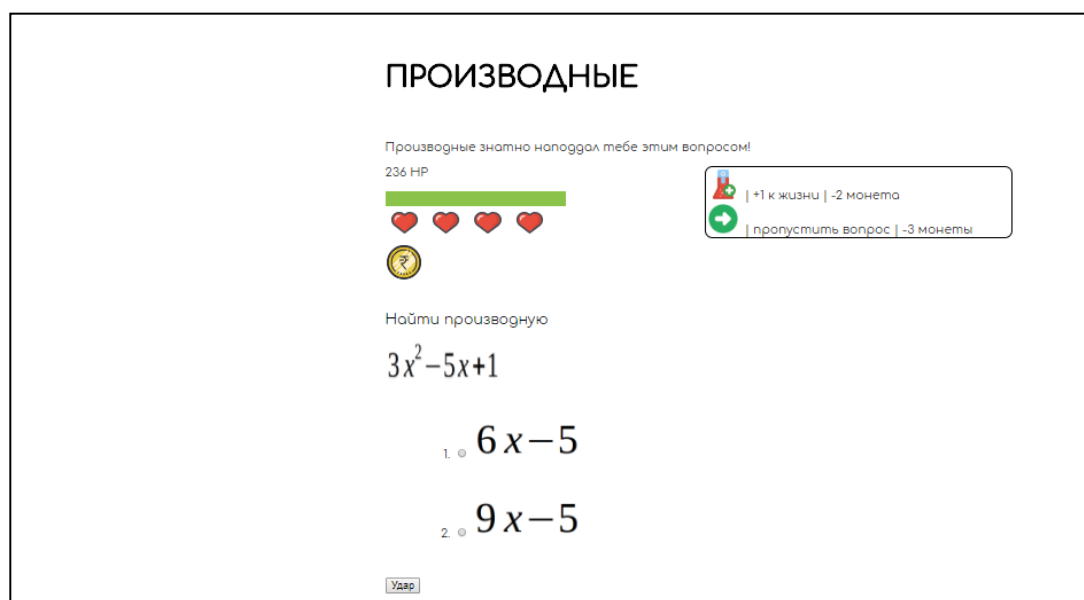 ПРОИЗВОДНЫЕ
Производные знатно наподдал тебе этим вопросом!
236 HP
| +1 к жизни | -2 монета
| пропустить вопрос | -3 монеты
Найти производную
3x²−5x+1
1. 6x−5
2. 9x−5
Удар